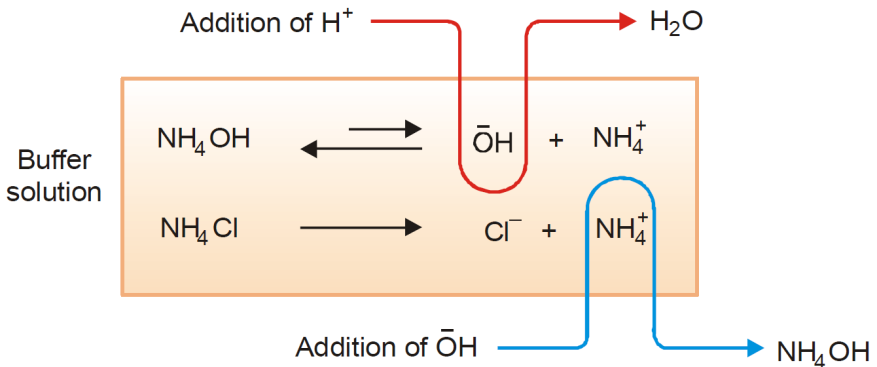 Addition of H⁺ H₂O
Buffer solution
NH₄OH ŌH + NH₄⁺
NH₄Cl Cl⁻ + NH₄⁺
Addition of ŌH NH₄OH